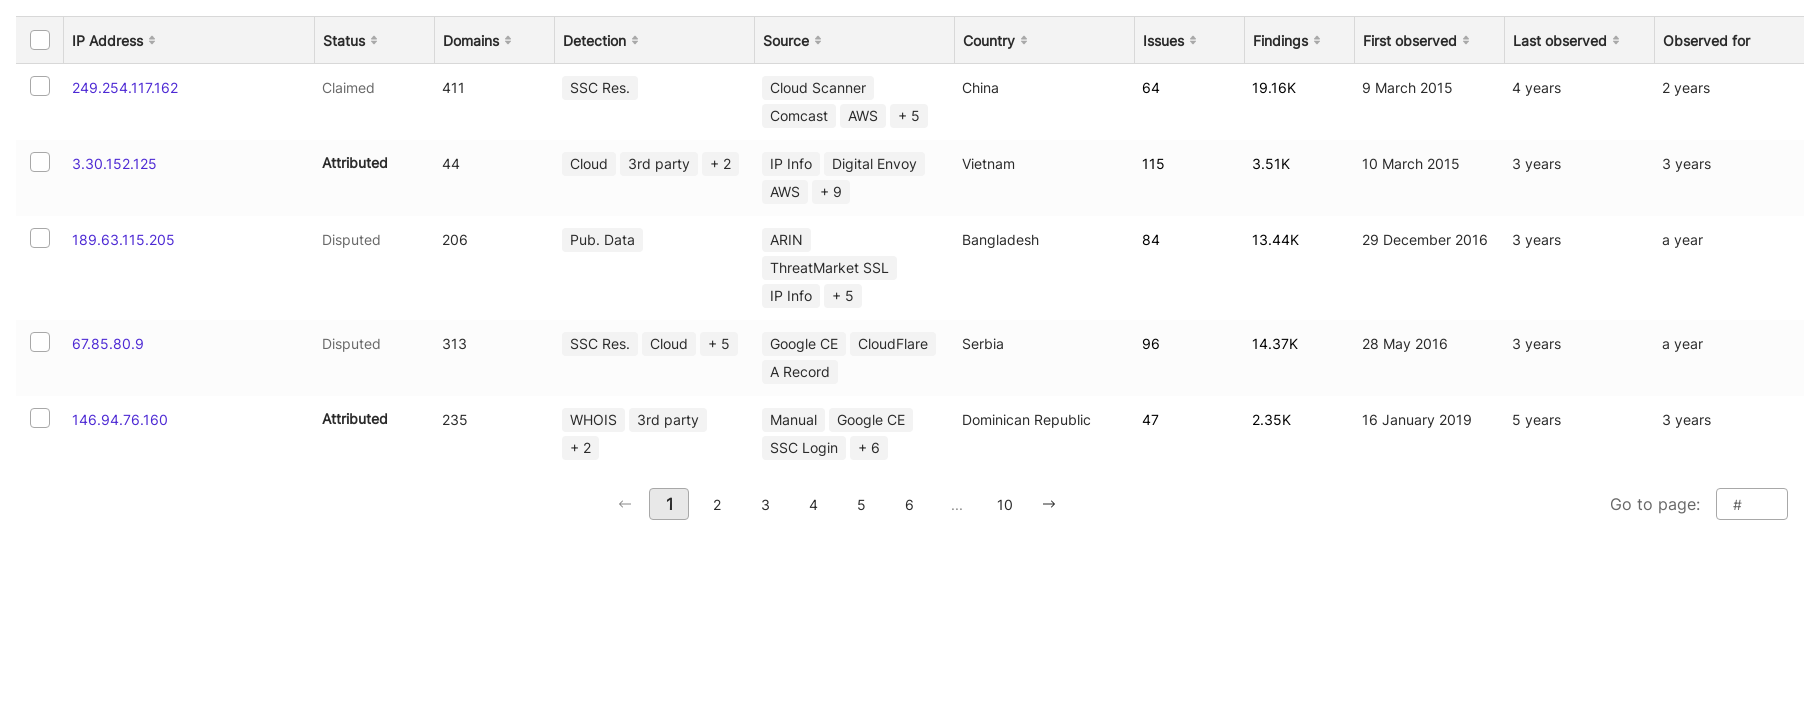 IP Address Status Domains Detection Source Country Issues Findings First observed Last observed Observed for
249.254.117.162 Claimed 411 SSC Res. Cloud Scanner China 64 19.16K 9 March 2015 4 years 2 years
Comcast AWS + 5
3.30.152.125 Attributed 44 Cloud 3rd party + 2 IP Info Digital Envoy Vietnam 115 3.51K 10 March 2015 3 years 3 years
AWS + 9
189.63.115.205 Disputed 206 Pub. Data ARIN Bangladesh 84 13.44K 29 December 2016 3 years a year
ThreatMarket SSL
IP Info + 5
67.85.80.9 Disputed 313 SSC Res. Cloud + 5 Google CE CloudFlare Serbia 96 14.37K 28 May 2016 3 years a year
A Record
146.94.76.160 Attributed 235 WHOIS 3rd party Manual Google CE Dominican Republic 47 2.35K 16 January 2019 5 years 3 years
+ 2 SSC Login + 6
← 1 2 3 4 5 6 ... 10 → Go to page: #